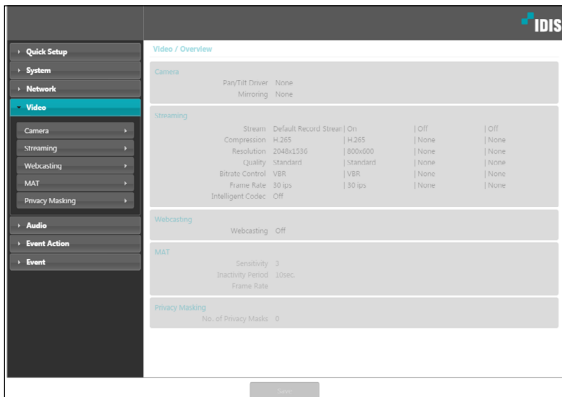 IDIS
Quick Setup
System
Network
Video
Camera
Streaming
Webcasting
MAT
Privacy Masking
Audio
Event Action
Event
Video / Overview
Camera
Pan/Tilt Driver None
Mirroring None
Streaming
Stream Default Record Strear | On | Off | Off
Compression H.265 | H.265 | None | None
Resolution 2048x1536 | 800x600 | None | None
Quality Standard | Standard | None | None
Bitrate Control VBR | VBR | None | None
Frame Rate 30 ips | 30 ips | None | None
Intelligent Codec Off
Webcasting
Webcasting Off
MAT
Sensitivity 3
Inactivity Period 10sec.
Frame Rate
Privacy Masking
No. of Privacy Masks 0
Save